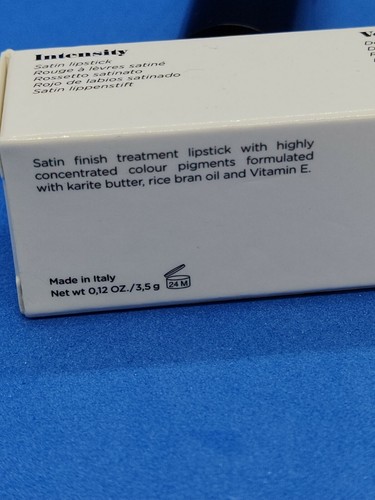 Intensity
Satin lipstick
Rouge à lèvres satiné
Rossetto satinato
Rojo de labios satinado
Satin lippenstift
Satin finish treatment lipstick with highly
concentrated colour pigments formulated
with karite butter, rice bran oil and Vitamin E.
Made in Italy
Net wt 0,12 OZ./3,5 g
24 M